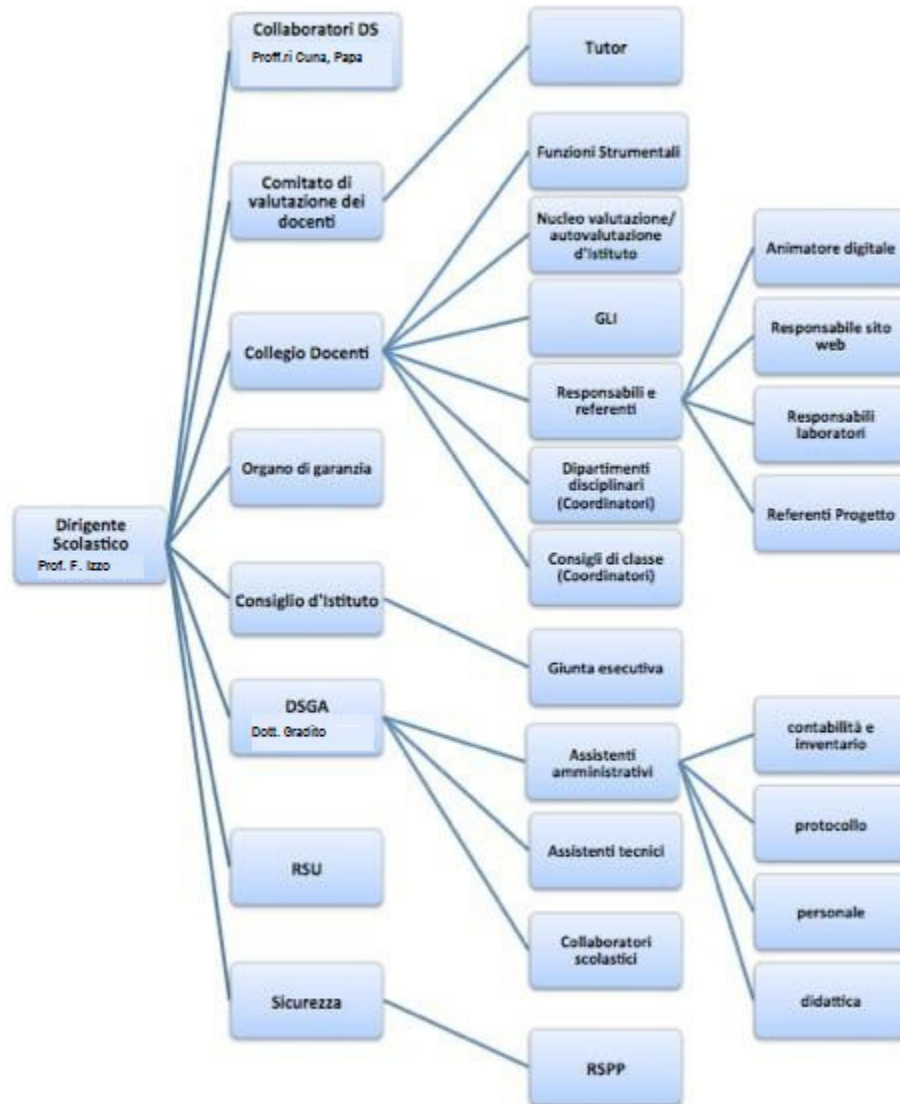 Collaboratori DS
Proff.ri Cuna, Papa
Tutor
Comitato di
valutazione dei
docenti
Funzioni Strumentali
Nucleo valutazione/
autovalutazione
d'Istituto
Animatore digitale
Collegio Docenti
GLI
Responsabile sito
web
Responsabili e
referenti
Responsabili
laboratori
Organo di garanzia
Dipartimenti
disciplinari
(Coordinatori)
Referenti Progetto
Dirigente
Scolastico
Prof. F. Izzo
Consigli di classe
(Coordinatori)
Consiglio d'Istituto
Giunta esecutiva
DSGA
Dott. Gradito
Assistenti
amministrativi
contabilità e
inventario
protocollo
RSU
Assistenti tecnici
personale
Collaboratori
scolastici
Sicurezza
didattica
RSPP